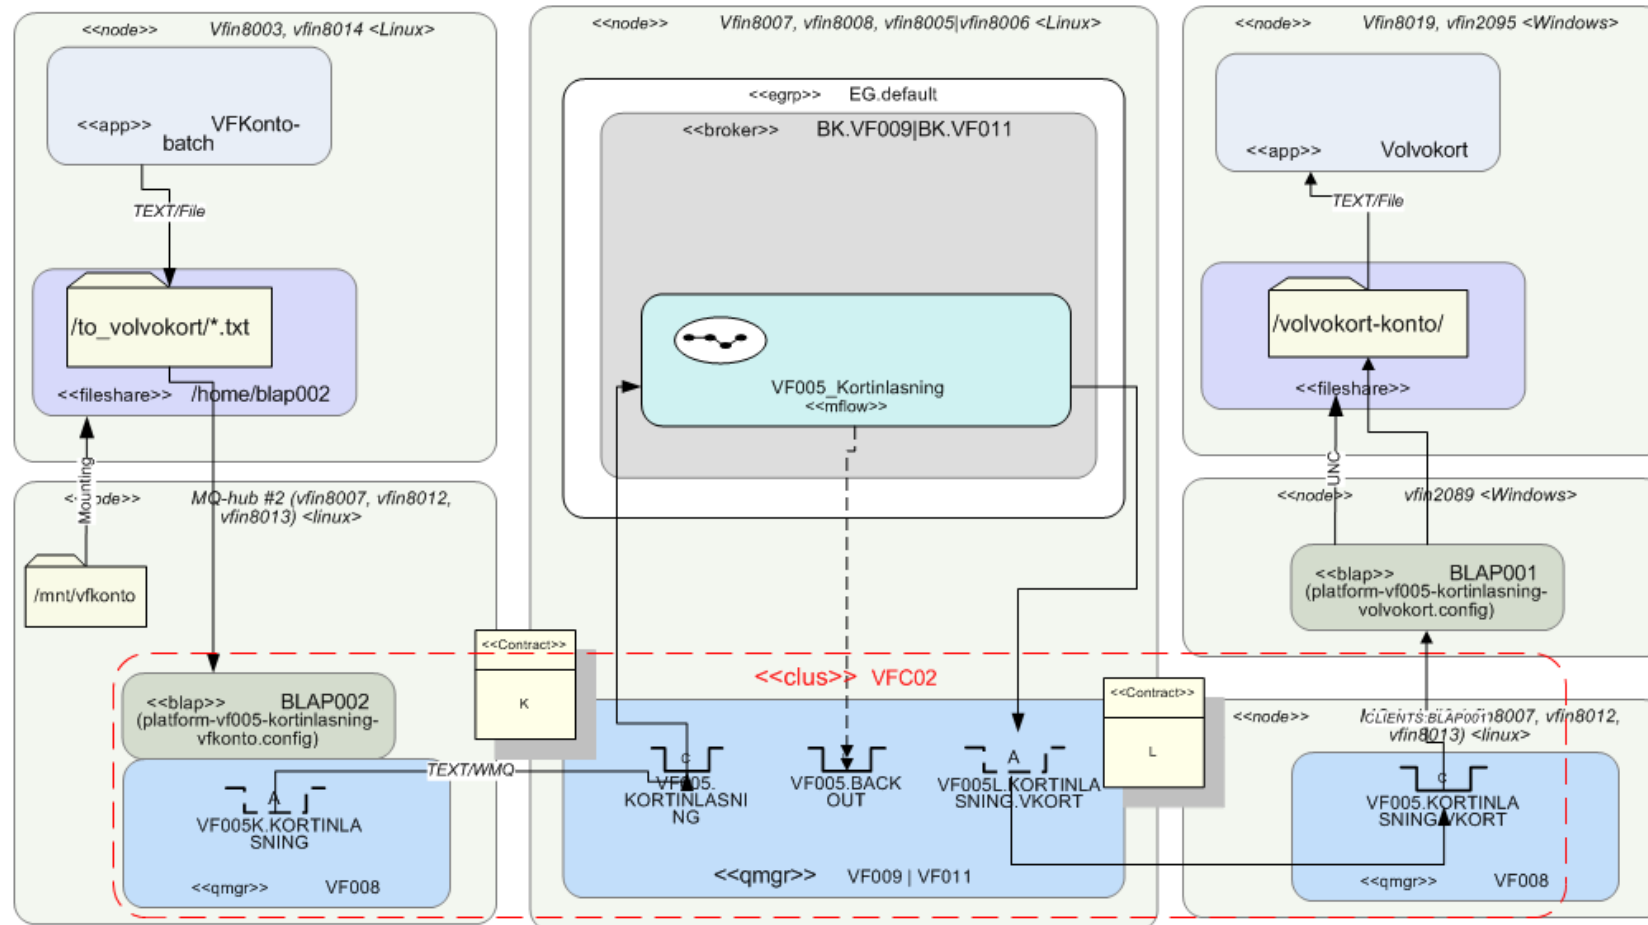 <<node>> Vfin8003, vfin8014 <Linux>
<<app>> VFKonto-
batch
TEXT/File
/to_volvokort/*.txt
<<fileshare>> /home/blap002
Mounting
<<node>> MQ-hub #2 (vfin8007, vfin8012,
vfin8013) <linux>
/mnt/vfkonto
<<blap>> BLAP002
(platform-vf005-kortinlasning-
vfkonto.config)
A
VF005K.KORTINLA
SNING
<<qmgr>> VF008
TEXT/WMQ
<<Contract>>
K
<<node>> Vfin8007, vfin8008, vfin8005|vfin8006 <Linux>
<<egrp>> EG.default
<<broker>> BK.VF009|BK.VF011
VF005_Kortinlasning
<<mflow>>
<<clus>> VFC02
C
VF005.
KORTINLASNI
NG
VF005.BACK
OUT
A
VF005L.KORTINLA
SNING.VKORT
<<qmgr>> VF009 | VF011
<<Contract>>
L
<<node>> Vfin8019, vfin2095 <Windows>
<<app>> Volvokort
TEXT/File
/volvokort-konto/
<<fileshare>>
UNC
<<node>> vfin2089 <Windows>
<<blap>> BLAP001
(platform-vf005-kortinlasning-
volvokort.config)
<<node>> vfin8007, vfin8012,
vfin8013) <linux>
CLIENTS:BLAP001
C
VF005.KORTINLA
SNING.VKORT
<<qmgr>> VF008